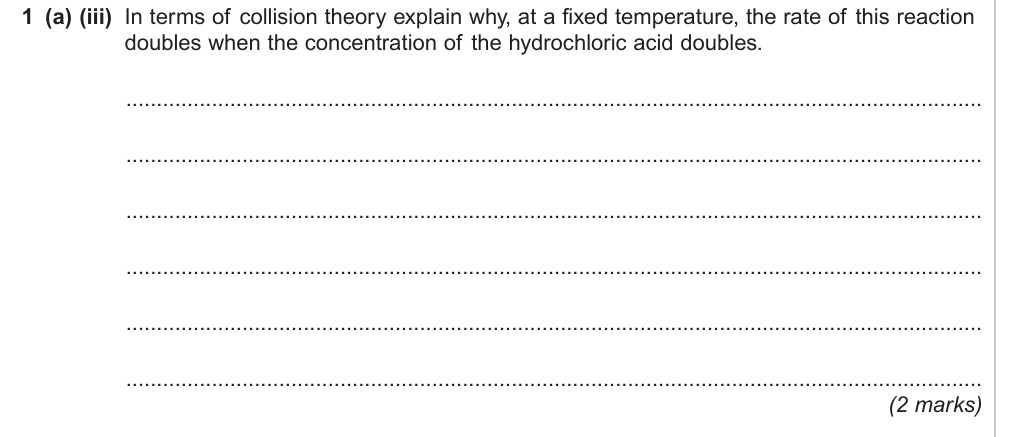 1 (a) (iii) In terms of collision theory explain why, at a fixed temperature, the rate of this reaction
doubles when the concentration of the hydrochloric acid doubles.
(2 marks)